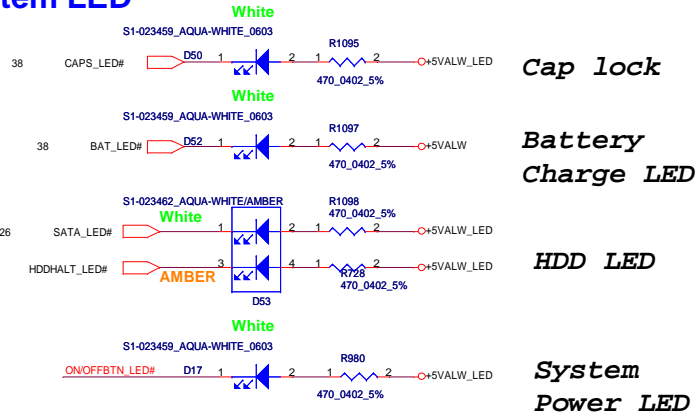 tem LED
White
S1-023459_AQUA-WHITE_0603
38 CAPS_LED# D50 1 2 R1095 1 2 +5VALW_LED
470_0402_5%
Cap lock
White
S1-023459_AQUA-WHITE_0603
38 BAT_LED# D52 1 2 R1097 1 2 +5VALW
470_0402_5%
Battery
Charge LED
S1-023462_AQUA-WHITE/AMBER
White
R1098
470_0402_5%
26 SATA_LED# 1 2 1 2 +5VALW_LED
HDDHALT_LED# 3 4 1 2 +5VALW_LED
AMBER
R728
470_0402_5%
D53
HDD LED
White
S1-023459_AQUA-WHITE_0603
ON/OFFBTN_LED# D17 1 2 R980 1 2 +5VALW_LED
470_0402_5%
System
Power LED